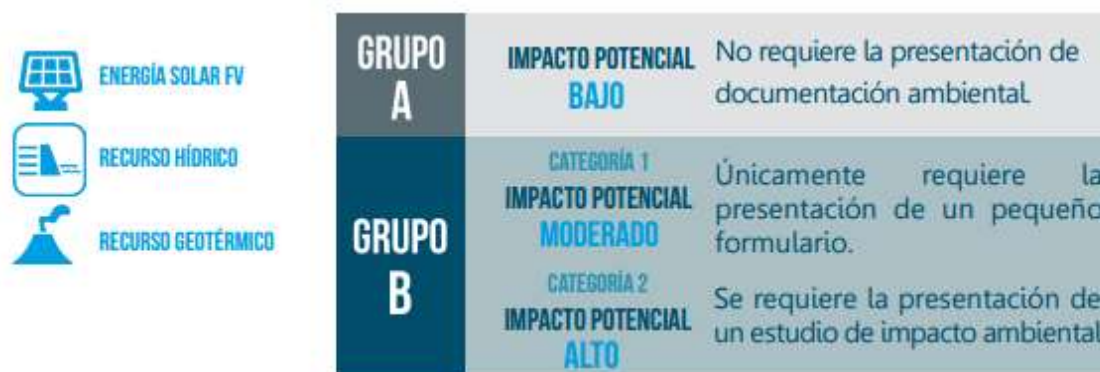 ENERGÍA SOLAR FV
RECURSO HÍDRICO
RECURSO GEOTÉRMICO
GRUPO
A
IMPACTO POTENCIAL
BAJO
No requiere la presentación de
documentación ambiental.
GRUPO
B
CATEGORÍA 1
IMPACTO POTENCIAL
MODERADO
Únicamente requiere la
presentación de un pequeño
formulario.
CATEGORÍA 2
IMPACTO POTENCIAL
ALTO
Se requiere la presentación de
un estudio de impacto ambiental